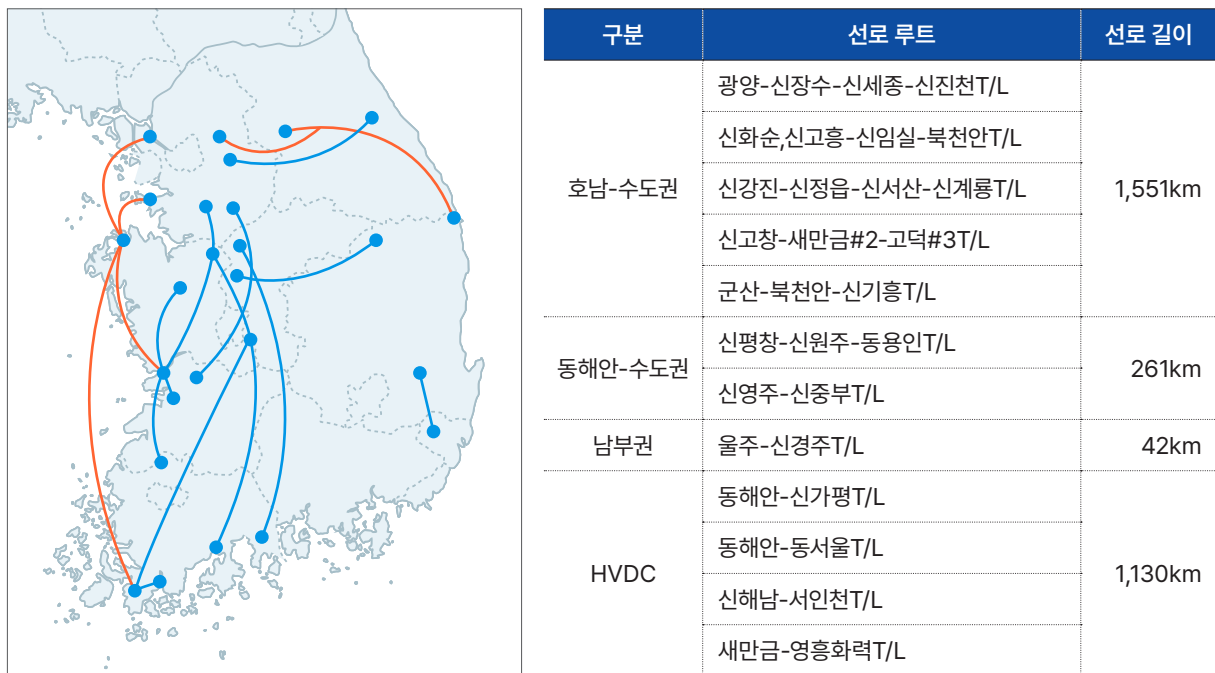 구분 선로 루트 선로 길이
광양-신장수-신세종-신진천T/L
신화순,신고흥-신임실-북천안T/L
호남-수도권 신강진-신정읍-신서산-신계룡T/L 1,551km
신고창-새만금#2-고덕#3T/L
군산-북천안-신기흥T/L
신평창-신원주-동용인T/L
동해안-수도권 261km
신영주-신중부T/L
남부권 울주-신경주T/L 42km
동해안-신가평T/L
동해안-동서울T/L
HVDC 1,130km
신해남-서인천T/L
새만금-영흥화력T/L